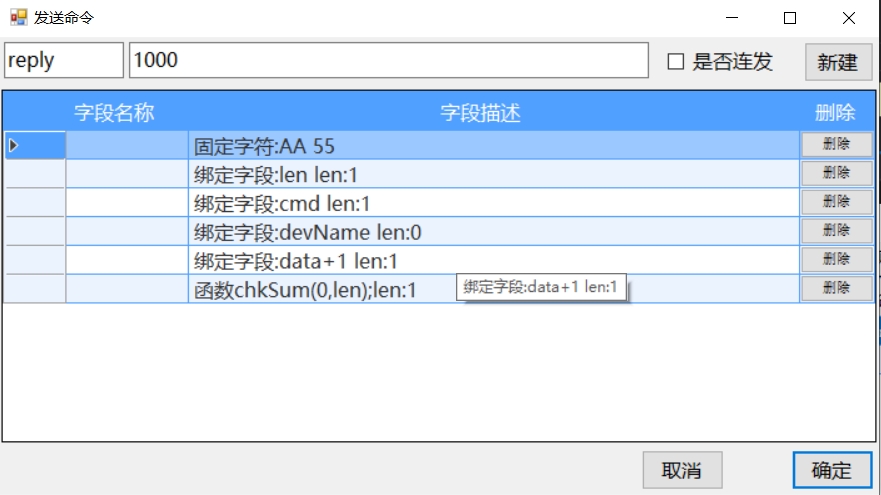 发送命令
reply 1000 是否连发 新建
字段名称 字段描述 删除
固定字符:AA 55 删除
绑定字段:len len:1 删除
绑定字段:cmd len:1 删除
绑定字段:devName len:0 删除
绑定字段:data+1 len:1 删除
函数chkSum(0,len);len:1 删除
绑定字段:data+1 len:1
取消 确定